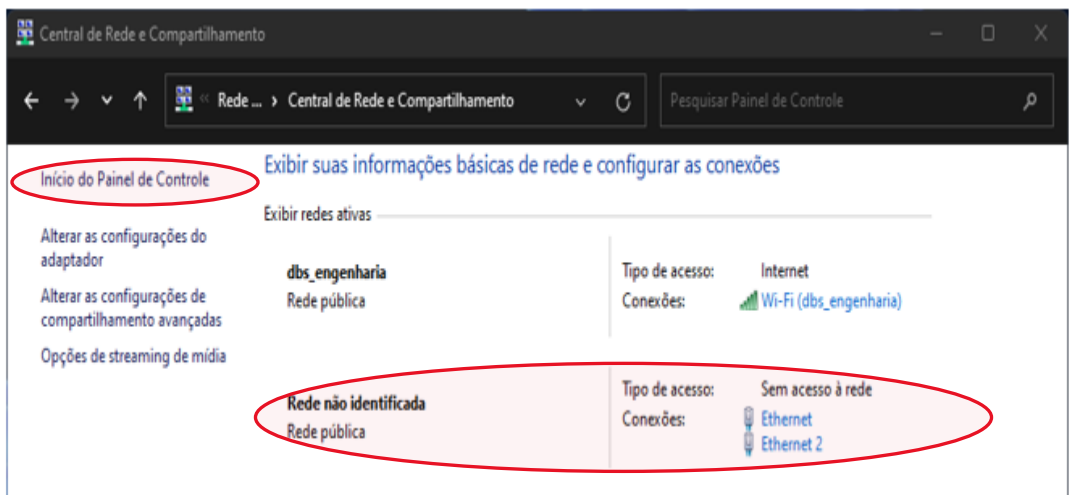 Central de Rede e Compartilhamento
« Rede ... › Central de Rede e Compartilhamento
Pesquisar Painel de Controle
Início do Painel de Controle
Alterar as configurações do
adaptador
Alterar as configurações de
compartilhamento avançadas
Opções de streaming de mídia
Exibir suas informações básicas de rede e configurar as conexões
Exibir redes ativas
dbs_engenharia
Rede pública
Tipo de acesso: Internet
Conexões: Wi-Fi (dbs_engenharia)
Rede não identificada
Rede pública
Tipo de acesso: Sem acesso à rede
Conexões: Ethernet
Ethernet 2